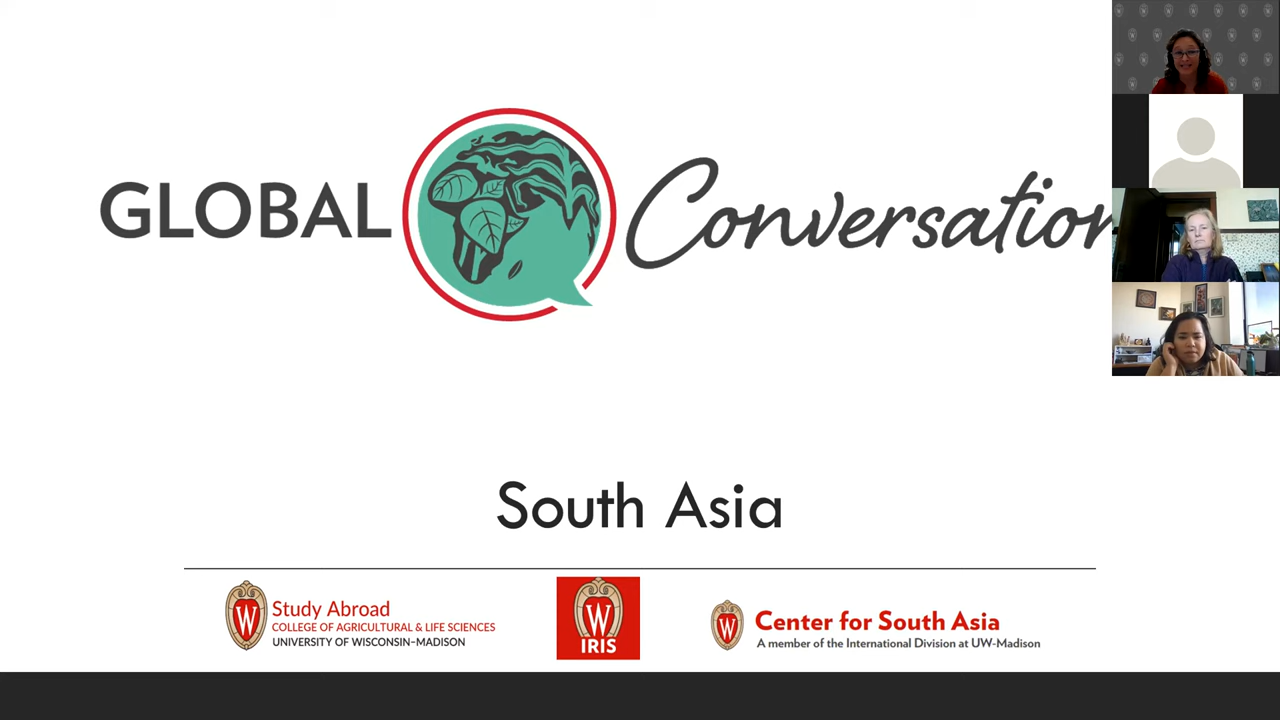 GLOBAL Conversation
South Asia
Study Abroad
COLLEGE OF AGRICULTURAL & LIFE SCIENCES
UNIVERSITY OF WISCONSIN–MADISON
W
IRIS
Center for South Asia
A member of the International Division at UW-Madison